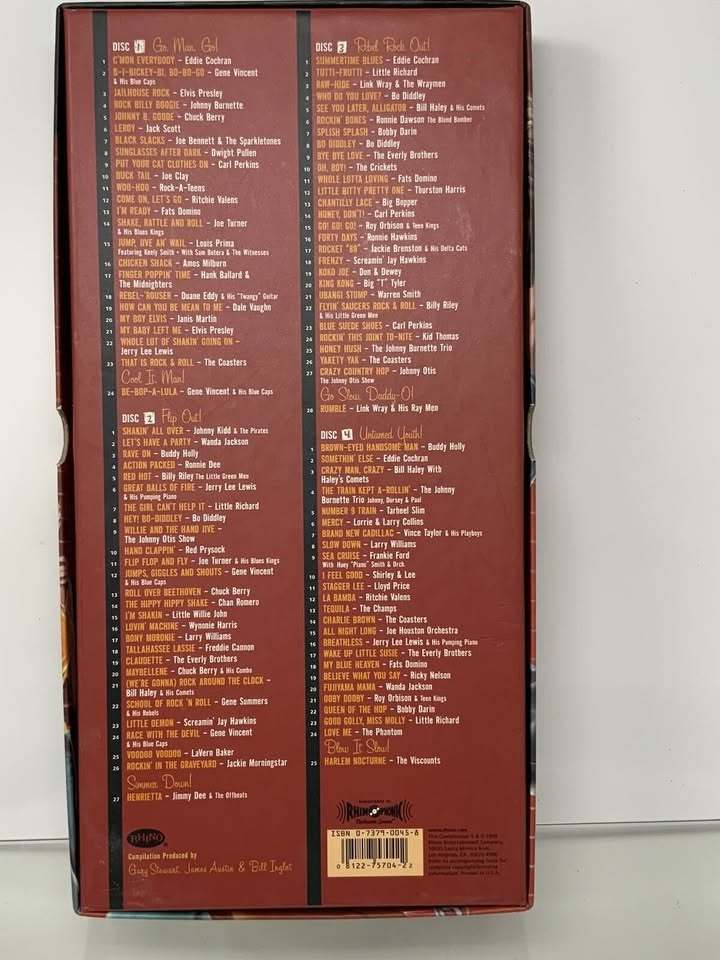 DISC 1 Go, Man, Go!
1 C'MON EVERYBODY – Eddie Cochran
2 B-I-BICKEY-BI, BO-BO-GO – Gene Vincent
& His Blue Caps
3 JAILHOUSE ROCK – Elvis Presley
4 ROCK BILLY BOOGIE – Johnny Burnette
5 JOHNNY B. GOODE – Chuck Berry
6 LEROY – Jack Scott
7 BLACK SLACKS – Joe Bennett & The Sparkletones
8 SUNGLASSES AFTER DARK – Dwight Pullen
9 PUT YOUR CAT CLOTHES ON – Carl Perkins
10 DUCK TAIL – Joe Clay
11 WOO-HOO – Rock-A-Teens
12 COME ON, LET'S GO – Ritchie Valens
13 I'M READY – Fats Domino
14 SHAKE, RATTLE AND ROLL – Joe Turner
& His Blues Kings
15 JUMP, JIVE AN' WAIL – Louis Prima
Featuring Keely Smith • With Sam Butera & The Witnesses
16 CHICKEN SHACK – Amos Milburn
17 FINGER POPPIN' TIME – Hank Ballard &
The Midnighters
18 REBEL-'ROUSER – Duane Eddy & His "Twangy" Guitar
19 HOW CAN YOU BE MEAN TO ME – Dale Vaughn
20 MY BOY ELVIS – Janis Martin
21 MY BABY LEFT ME – Elvis Presley
22 WHOLE LOT OF SHAKIN' GOING ON –
Jerry Lee Lewis
23 THAT IS ROCK & ROLL – The Coasters
Cool It, Man!
24 BE-BOP-A-LULA – Gene Vincent & His Blue Caps
DISC 2 Flip Out!
1 SHAKIN' ALL OVER – Johnny Kidd & The Pirates
2 LET'S HAVE A PARTY – Wanda Jackson
3 RAVE ON – Buddy Holly
4 ACTION PACKED – Ronnie Dee
5 RED HOT – Billy Riley The Little Green Men
6 GREAT BALLS OF FIRE – Jerry Lee Lewis
& His Pumping Piano
7 THE GIRL CAN'T HELP IT – Little Richard
8 HEY! BO-DIDDLEY – Bo Diddley
9 WILLIE AND THE HAND JIVE –
The Johnny Otis Show
10 HAND CLAPPIN' – Red Prysock
11 FLIP FLOP AND FLY – Joe Turner & His Blues Kings
12 JUMPS, GIGGLES AND SHOUTS – Gene Vincent
& His Blue Caps
13 ROLL OVER BEETHOVEN – Chuck Berry
14 THE HIPPY HIPPY SHAKE – Chan Romero
15 I'M SHAKIN – Little Willie John
16 LOVIN' MACHINE – Wynonie Harris
17 BONY MORONIE – Larry Williams
18 TALLAHASSEE LASSIE – Freddie Cannon
19 CLAUDETTE – The Everly Brothers
20 MAYBELLENE – Chuck Berry & His Combo
21 (WE'RE GONNA) ROCK AROUND THE CLOCK –
Bill Haley & His Comets
22 SCHOOL OF ROCK 'N ROLL – Gene Summers
& His Rebels
23 LITTLE DEMON – Screamin' Jay Hawkins
24 RACE WITH THE DEVIL – Gene Vincent
& His Blue Caps
25 VOODOO VOODOO – LaVern Baker
26 ROCKIN' IN THE GRAVEYARD – Jackie Morningstar
Simmer Down!
27 HENRIETTA – Jimmy Dee & The Offbeats
RHINO
Compilation Produced by
Gary Stewart, James Austin & Bill Inglot
DISC 3 Rebel Rock Out!
1 SUMMERTIME BLUES – Eddie Cochran
2 TUTTI-FRUTTI – Little Richard
3 RAW-HIDE – Link Wray & The Wraymen
4 WHO DO YOU LOVE? – Bo Diddley
5 SEE YOU LATER, ALLIGATOR – Bill Haley & His Comets
6 ROCKIN' BONES – Ronnie Dawson The Blond Bomber
7 SPLISH SPLASH – Bobby Darin
8 BO DIDDLEY – Bo Diddley
9 BYE BYE LOVE – The Everly Brothers
10 OH, BOY! – The Crickets
11 WHOLE LOTTA LOVING – Fats Domino
12 LITTLE BITTY PRETTY ONE – Thurston Harris
13 CHANTILLY LACE – Big Bopper
14 HONEY, DON'T! – Carl Perkins
15 GO! GO! GO! – Roy Orbison & Teen Kings
16 FORTY DAYS – Ronnie Hawkins
17 ROCKET "88" – Jackie Brenston & His Delta Cats
18 FRENZY – Screamin' Jay Hawkins
19 KOKO JOE – Don & Dewey
20 KING KONG – Big "T" Tyler
21 UBANGI STOMP – Warren Smith
22 FLYIN' SAUCERS ROCK & ROLL – Billy Riley
& His Little Green Men
23 BLUE SUEDE SHOES – Carl Perkins
24 ROCKIN' THIS JOINT TO-NITE – Kid Thomas
25 HONEY HUSH – The Johnny Burnette Trio
26 YAKETY YAK – The Coasters
27 CRAZY COUNTRY HOP – Johnny Otis
The Johnny Otis Show
Go Slow, Daddy-O!
28 RUMBLE – Link Wray & His Ray Men
DISC 4 Untamed Youth!
1 BROWN-EYED HANDSOME MAN – Buddy Holly
2 SOMETHIN' ELSE – Eddie Cochran
3 CRAZY MAN, CRAZY – Bill Haley With
Haley's Comets
4 THE TRAIN KEPT A-ROLLIN' – The Johnny
Burnette Trio Johnny, Dorsey & Paul
5 NUMBER 9 TRAIN – Tarheel Slim
6 MERCY – Lorrie & Larry Collins
7 BRAND NEW CADILLAC – Vince Taylor & His Playboys
8 SLOW DOWN – Larry Williams
9 SEA CRUISE – Frankie Ford
With Huey "Piano" Smith & Orch.
10 I FEEL GOOD – Shirley & Lee
11 STAGGER LEE – Lloyd Price
12 LA BAMBA – Ritchie Valens
13 TEQUILA – The Champs
14 CHARLIE BROWN – The Coasters
15 ALL NIGHT LONG – Joe Houston Orchestra
16 BREATHLESS – Jerry Lee Lewis & His Pumping Piano
17 WAKE UP LITTLE SUSIE – The Everly Brothers
18 MY BLUE HEAVEN – Fats Domino
19 BELIEVE WHAT YOU SAY – Ricky Nelson
20 FUJIYAMA MAMA – Wanda Jackson
21 OOBY DOOBY – Roy Orbison & Teen Kings
22 QUEEN OF THE HOP – Bobby Darin
23 GOOD GOLLY, MISS MOLLY – Little Richard
24 LOVE ME – The Phantom
Blow It Slow!
25 HARLEM NOCTURNE – The Viscounts
RHINOPHONIC
Authentic Sound
ISBN 0-7379-0045-8
0 8122-75704-2 2
www.rhino.com
This Compilation ℗ & © 1999
Rhino Entertainment Company,
10635 Santa Monica Blvd.
Los Angeles, CA 90025-4900
Refer to accompanying book for
complete copyright/license
information. Printed in U.S.A.